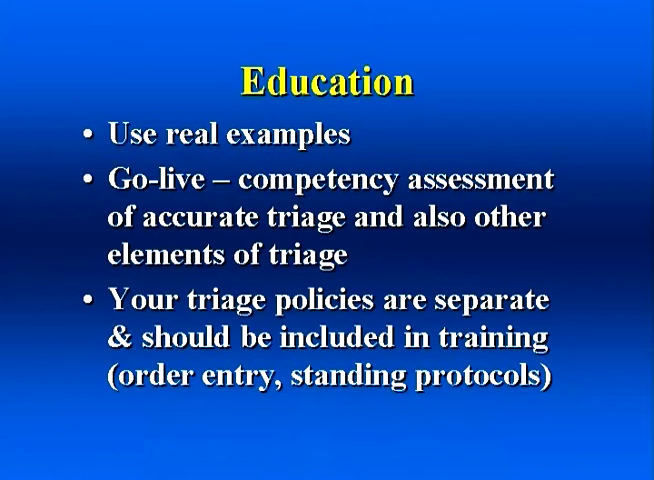 Education
• Use real examples
• Go-live – competency assessment
of accurate triage and also other
elements of triage
• Your triage policies are separate
& should be included in training
(order entry, standing protocols)